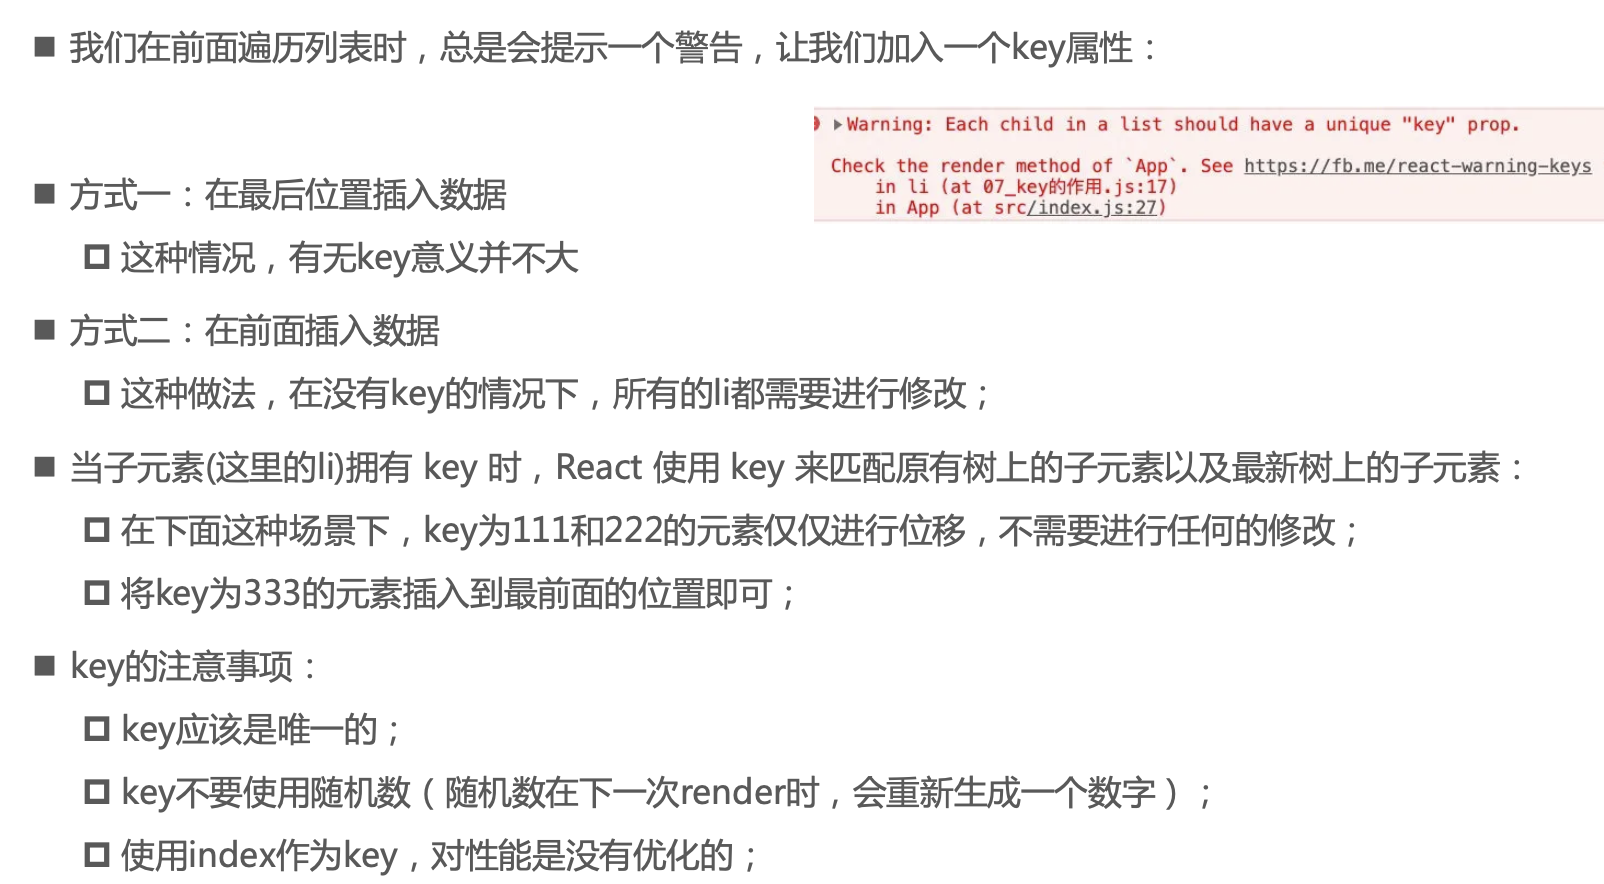 我们在前面遍历列表时，总是会提示一个警告，让我们加入一个key属性：
Warning: Each child in a list should have a unique "key" prop.
Check the render method of `App`. See https://fb.me/react-warning-keys
in li (at 07_key的作用.js:17)
in App (at src/index.js:27)
方式一：在最后位置插入数据
这种情况，有无key意义并不大
方式二：在前面插入数据
这种做法，在没有key的情况下，所有的li都需要进行修改；
当子元素(这里的li)拥有 key 时，React 使用 key 来匹配原有树上的子元素以及最新树上的子元素：
在下面这种场景下，key为111和222的元素仅仅进行位移，不需要进行任何的修改；
将key为333的元素插入到最前面的位置即可；
key的注意事项：
key应该是唯一的；
key不要使用随机数（随机数在下一次render时，会重新生成一个数字）；
使用index作为key，对性能是没有优化的；